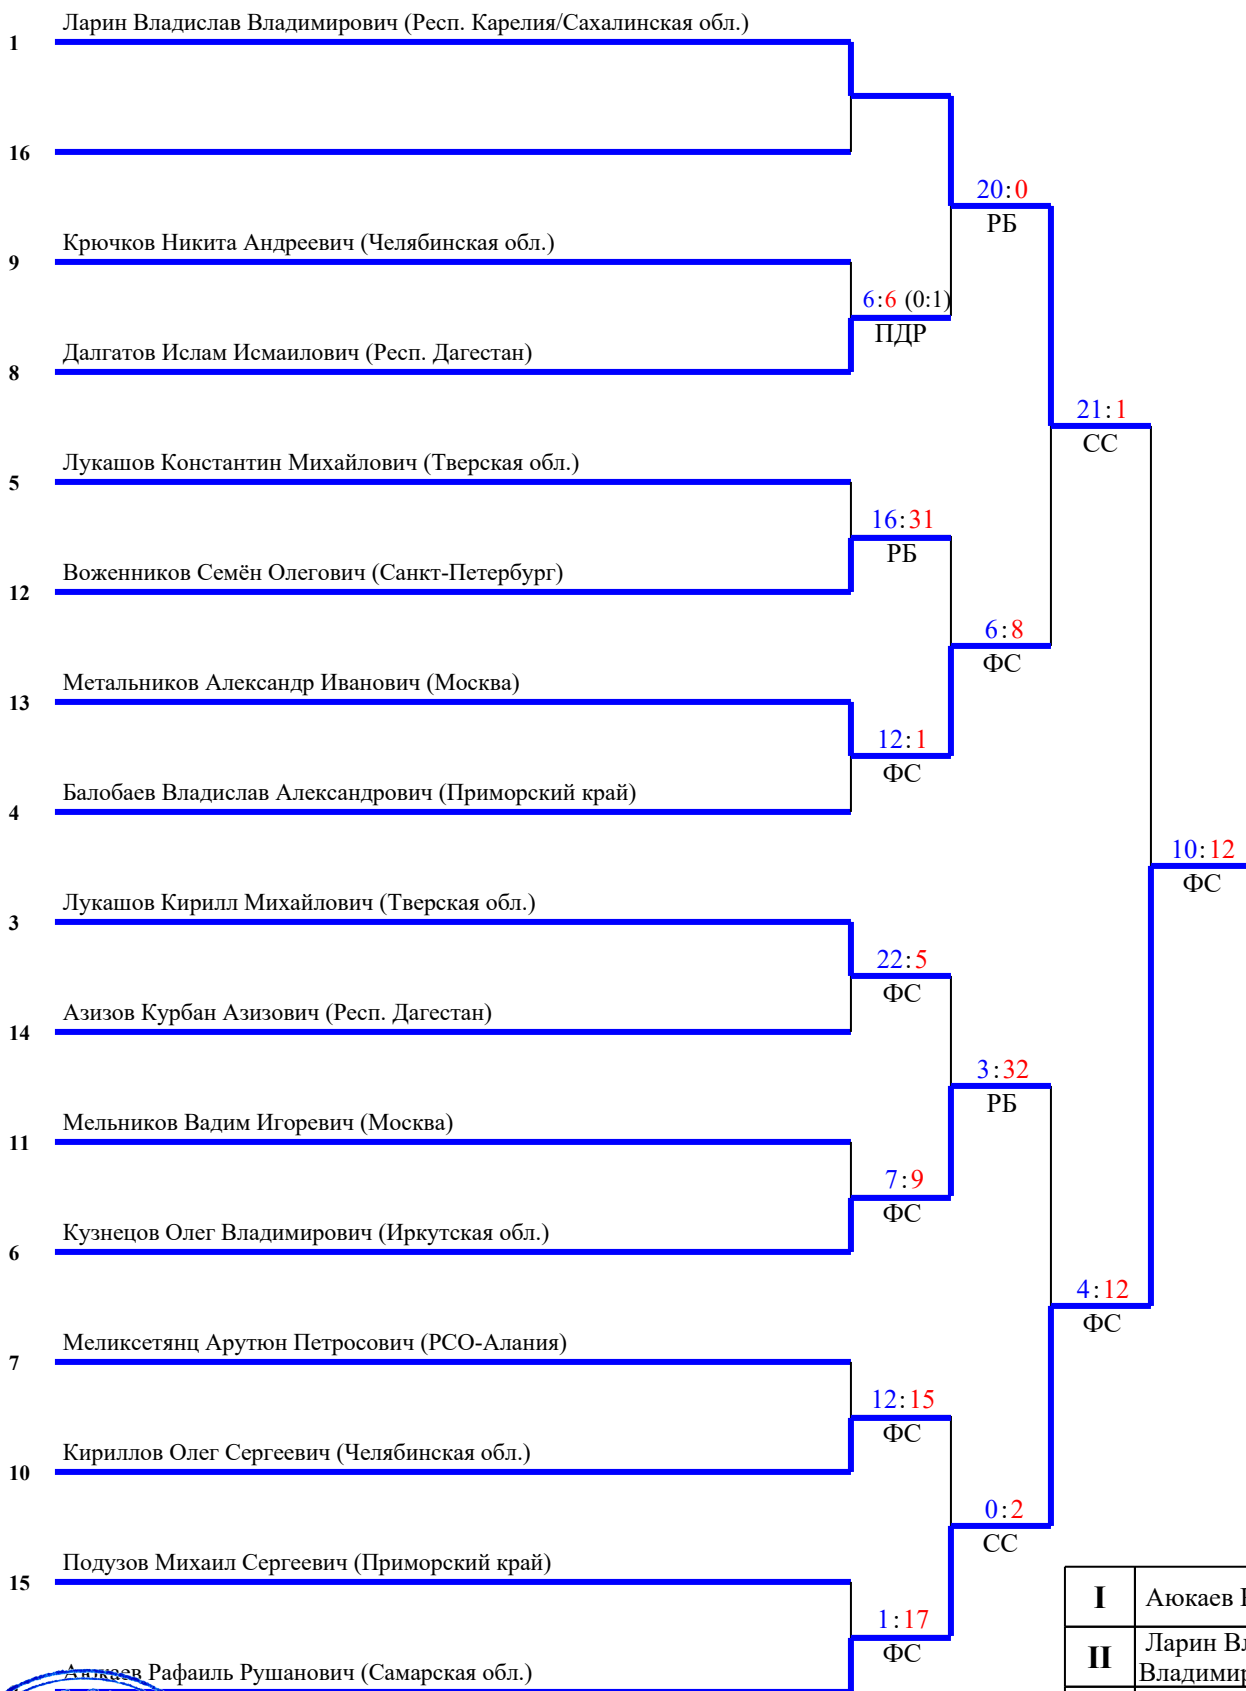 Ларин Владислав Владимирович (Респ. Карелия/Сахалинская обл.)
1
16
20:0
РБ
Крючков Никита Андреевич (Челябинская обл.)
9
6:6 (0:1)
ПДР
Далгатов Ислам Исмаилович (Респ. Дагестан)
8
21:1
СС
Лукашов Константин Михайлович (Тверская обл.)
5
16:31
РБ
Воженников Семён Олегович (Санкт-Петербург)
12
6:8
ФС
Метальников Александр Иванович (Москва)
13
12:1
ФС
Балобаев Владислав Александрович (Приморский край)
4
10:12
ФС
Лукашов Кирилл Михайлович (Тверская обл.)
3
22:5
ФС
Азизов Курбан Азизович (Респ. Дагестан)
14
3:32
РБ
Мельников Вадим Игоревич (Москва)
11
7:9
ФС
Кузнецов Олег Владимирович (Иркутская обл.)
6
4:12
ФС
Меликсетянц Арутюн Петросович (РСО-Алания)
7
12:15
ФС
Кириллов Олег Сергеевич (Челябинская обл.)
10
0:2
СС
Подузов Михаил Сергеевич (Приморский край)
15
1:17
ФС
Аюкаев Рафаиль Рушанович (Самарская обл.)
I Аюкаев
II Ларин